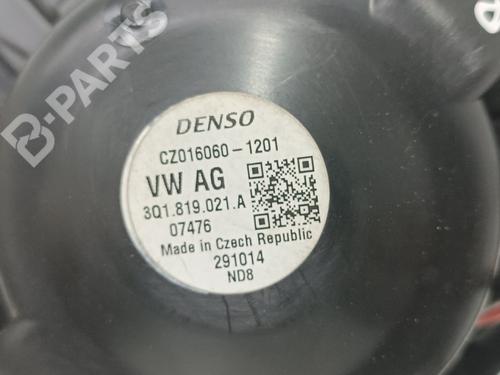 B-PARTS
DENSO
CZ016060-1201
VW AG
3Q1.819.021.A
07476
Made in Czech Republic
291014
ND8